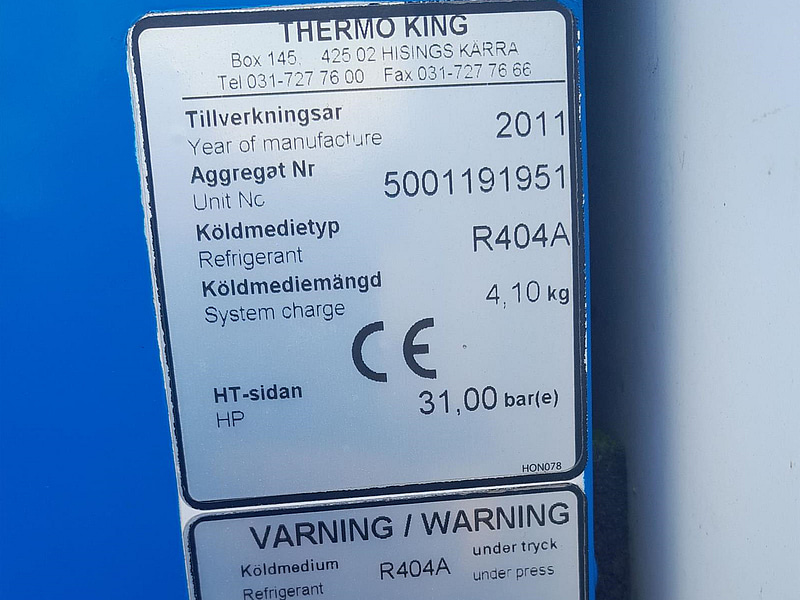 THERMO KING
Box 145, 425 02 HISINGS KÄRRA
Tel 031-727 76 00 Fax 031-727 76 66
Tillverkningsar
Year of manufacture
2011
Aggregat Nr
Unit No
5001191951
Köldmedietyp
Refrigerant
R404A
Köldmediemängd
System charge
4,10 kg
CE
HT-sidan
HP
31,00 bar(e)
HON078
VARNING / WARNING
Köldmedium R404A under tryck
Refrigerant under press